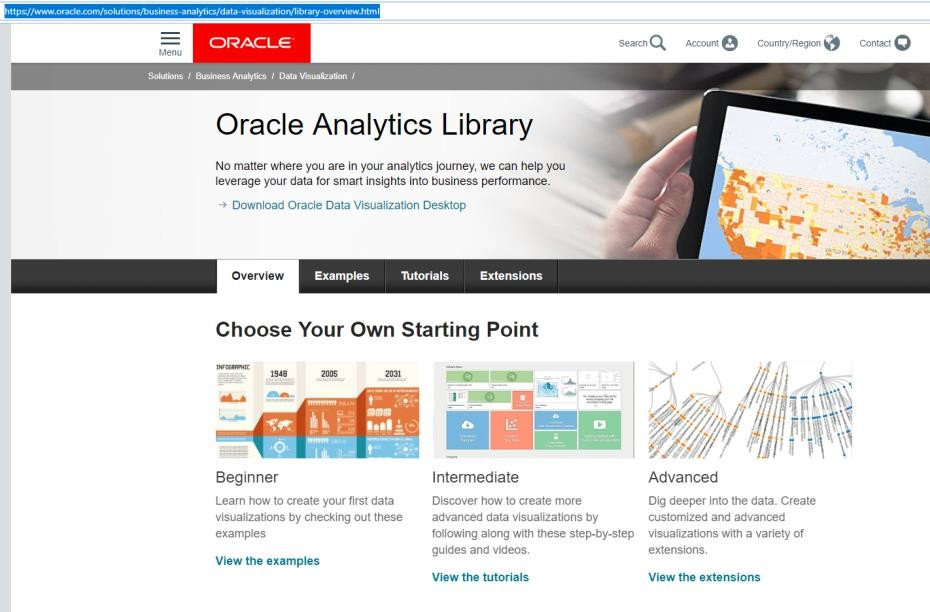 https://www.oracle.com/solutions/business-analytics/data-visualization/library-overview.html
Menu
ORACLE
Search
Account
Country/Region
Contact
Solutions / Business Analytics / Data Visualization /
Oracle Analytics Library
No matter where you are in your analytics journey, we can help you
leverage your data for smart insights into business performance.
→ Download Oracle Data Visualization Desktop
Overview
Examples
Tutorials
Extensions
Choose Your Own Starting Point
INFOGRAPHIC
1948
2005
2031
Beginner
Learn how to create your first data
visualizations by checking out these
examples
View the examples
Intermediate
Discover how to create more
advanced data visualizations by
following along with these step-by-step
guides and videos.
View the tutorials
Advanced
Dig deeper into the data. Create
customized and advanced
visualizations with a variety of
extensions.
View the extensions